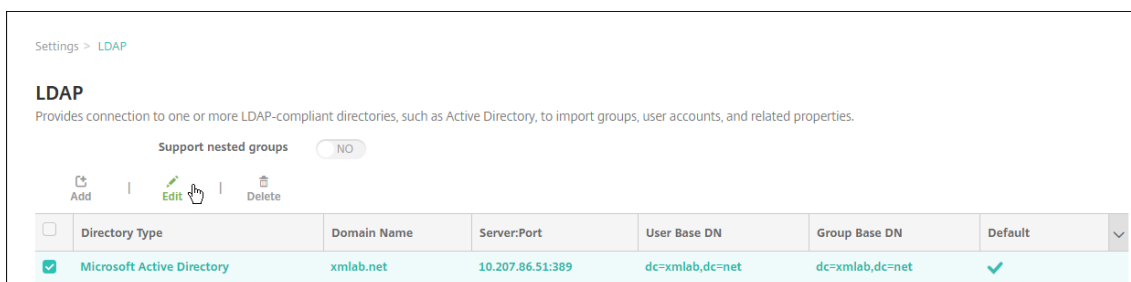 Settings > LDAP
LDAP
Provides connection to one or more LDAP-compliant directories, such as Active Directory, to import groups, user accounts, and related properties.
Support nested groups NO
Add | Edit | Delete
Directory Type Domain Name Server:Port User Base DN Group Base DN Default
Microsoft Active Directory xmlab.net 10.207.86.51:389 dc=xmlab,dc=net dc=xmlab,dc=net